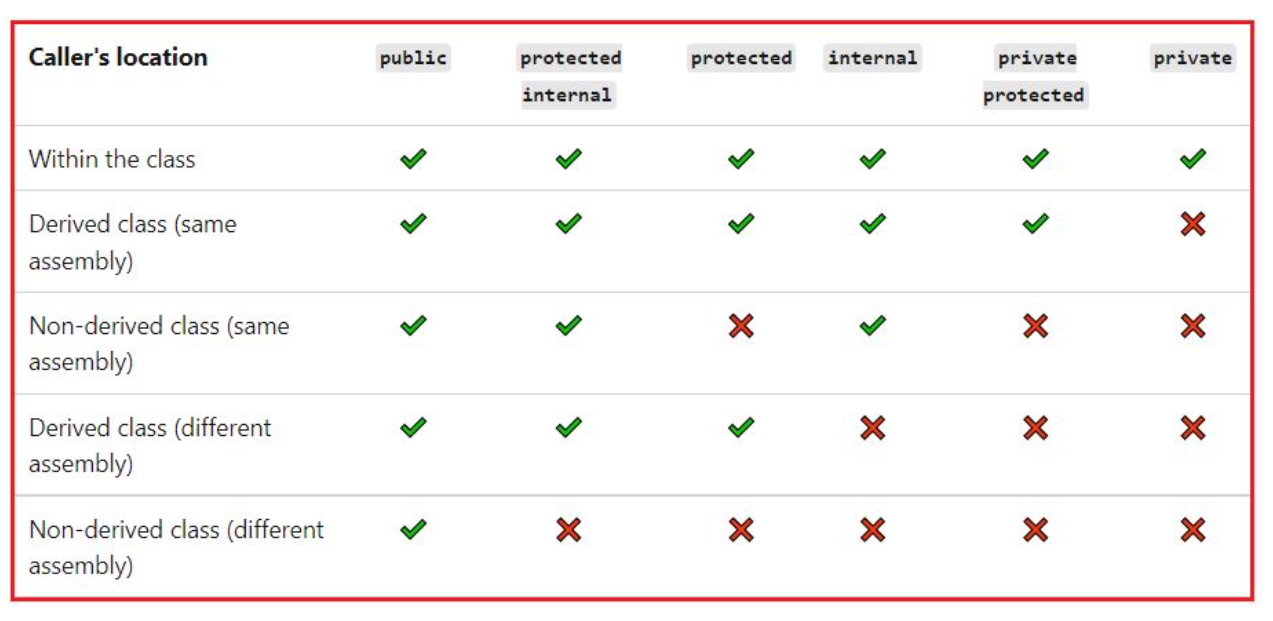 Caller's location public protected protected internal private private
internal protected
Within the class
Derived class (same
assembly)
Non-derived class (same
assembly)
Derived class (different
assembly)
Non-derived class (different
assembly)